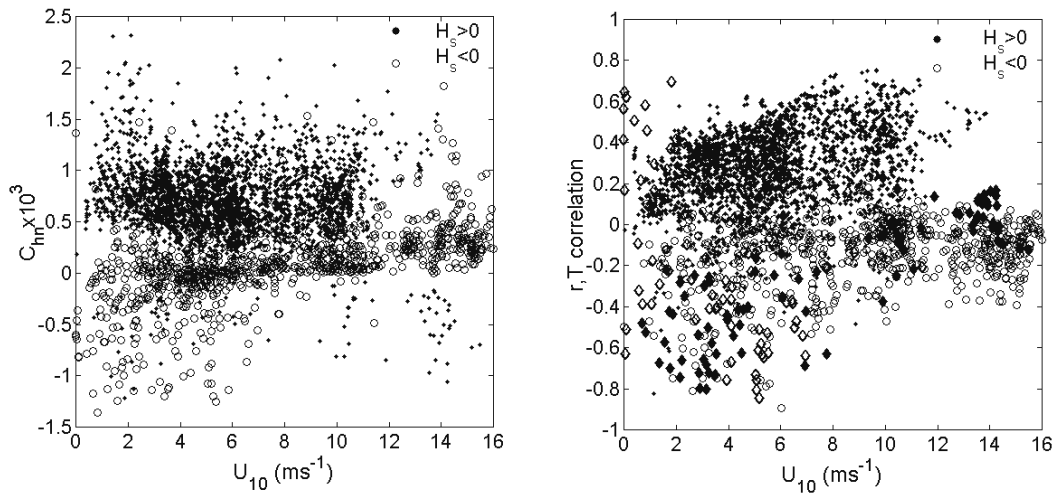 2.5
2
1.5
1
0.5
0
-0.5
-1
-1.5
C_hn x10^3
0 2 4 6 8 10 12 14 16
U_10 (ms^-1)
H_s>0
H_s<0
1
0.8
0.6
0.4
0.2
0
-0.2
-0.4
-0.6
-0.8
-1
r,T correlation
0 2 4 6 8 10 12 14 16
U_10 (ms^-1)
H_s>0
H_s<0